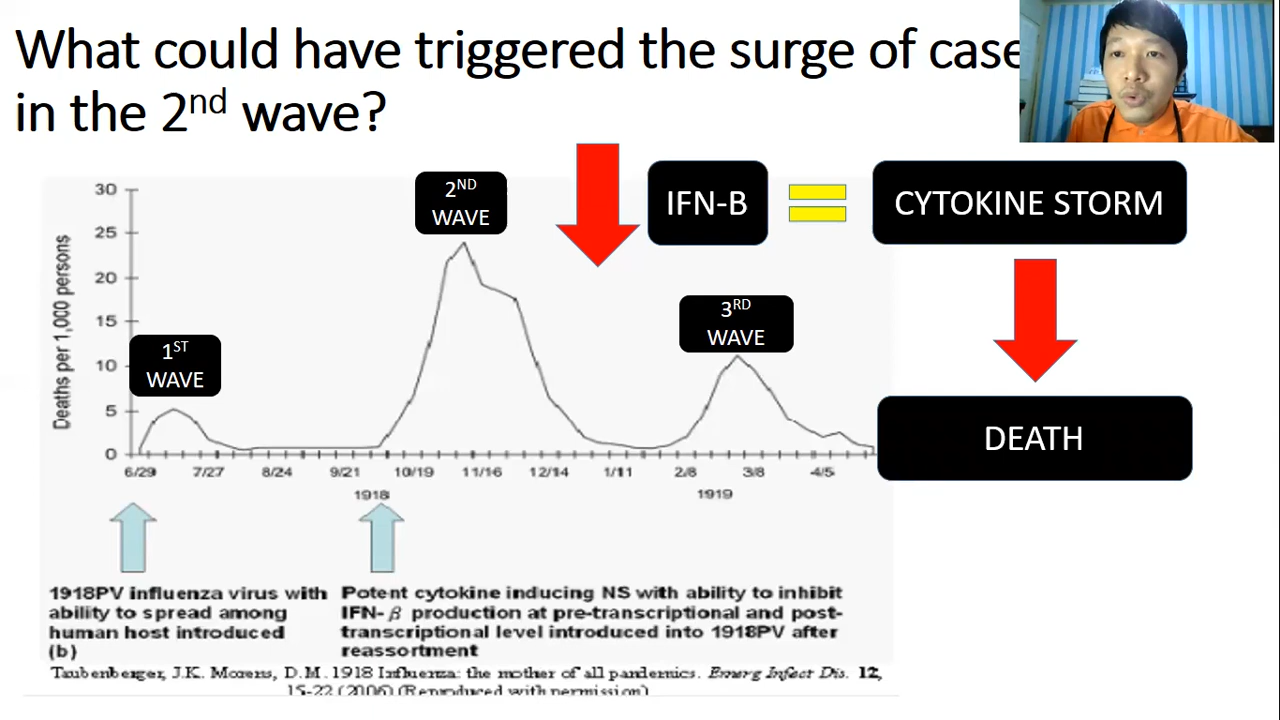 What could have triggered the surge of case
in the 2nd wave?
2ND
WAVE
IFN-B
CYTOKINE STORM
1ST
WAVE
3RD
WAVE
DEATH
Deaths per 1,000 persons
30
25
20
15
10
5
0
6/29 7/27 8/24 9/21 10/19 11/16 12/14 1/11 2/8 3/8 4/5
1918 1919
1918PV influenza virus with
ability to spread among
human host introduced
(b)
Potent cytokine inducing NS with ability to inhibit
IFN- β production at pre-transcriptional and post-
transcriptional level introduced into 1918PV after
reassortment
Taubenberger, J.K. Morens, D.M. 1918 Influenza: the mother of all pandemics. Emerg Infect Dis. 12,
15-22 (2006) (Reproduced with permission)